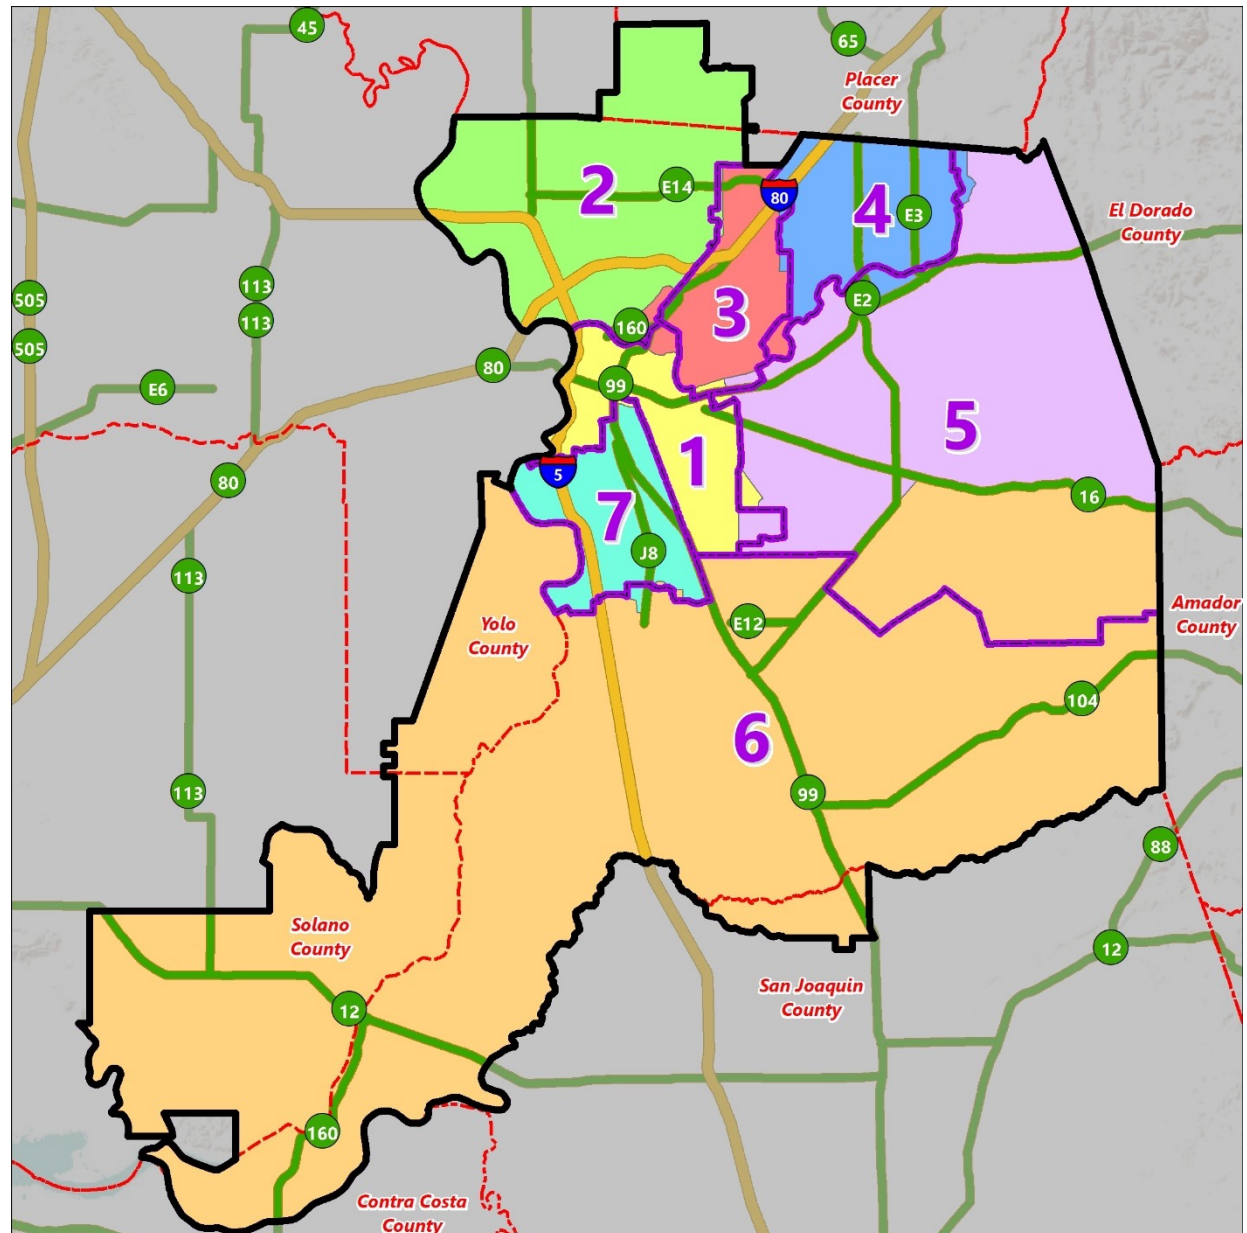 45
65
Placer
County
2
E14
80
4
E3
El Dorado
County
113
505
113
160
3
E2
505
80
E6
99
1
5
80
5
16
7
J8
113
Yolo
County
E12
Amador
County
104
6
113
99
88
Solano
County
12
San Joaquin
County
12
160
Contra Costa
County